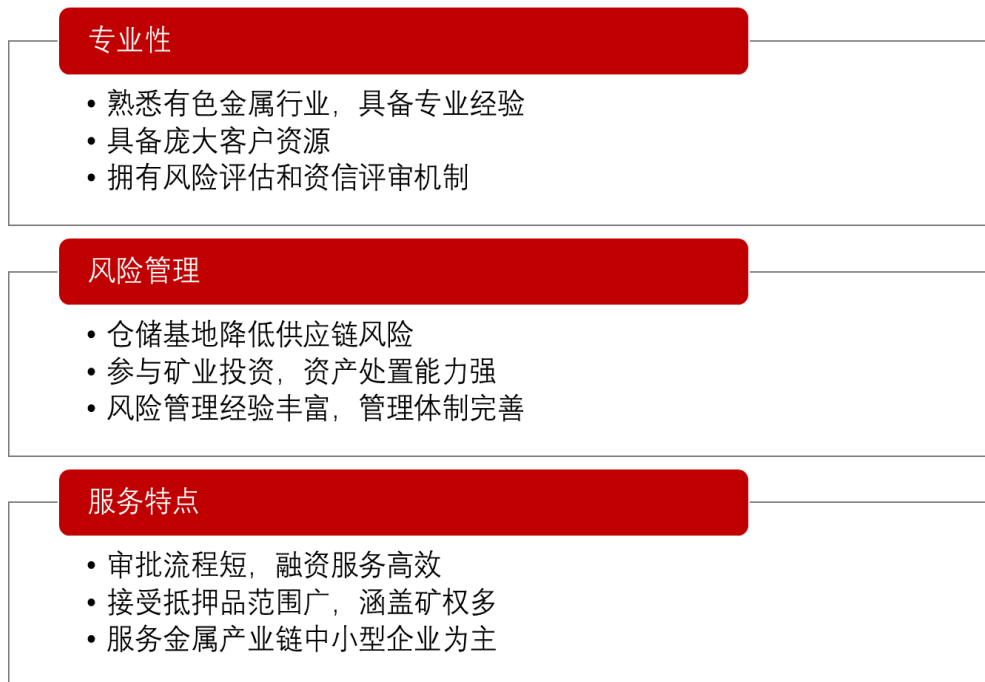 专业性
• 熟悉有色金属行业，具备专业经验
• 具备庞大客户资源
• 拥有风险评估和资信评审机制
风险管理
• 仓储基地降低供应链风险
• 参与矿业投资，资产处置能力强
• 风险管理经验丰富，管理体制完善
服务特点
• 审批流程短，融资服务高效
• 接受抵押品范围广，涵盖矿权多
• 服务金属产业链中小型企业为主